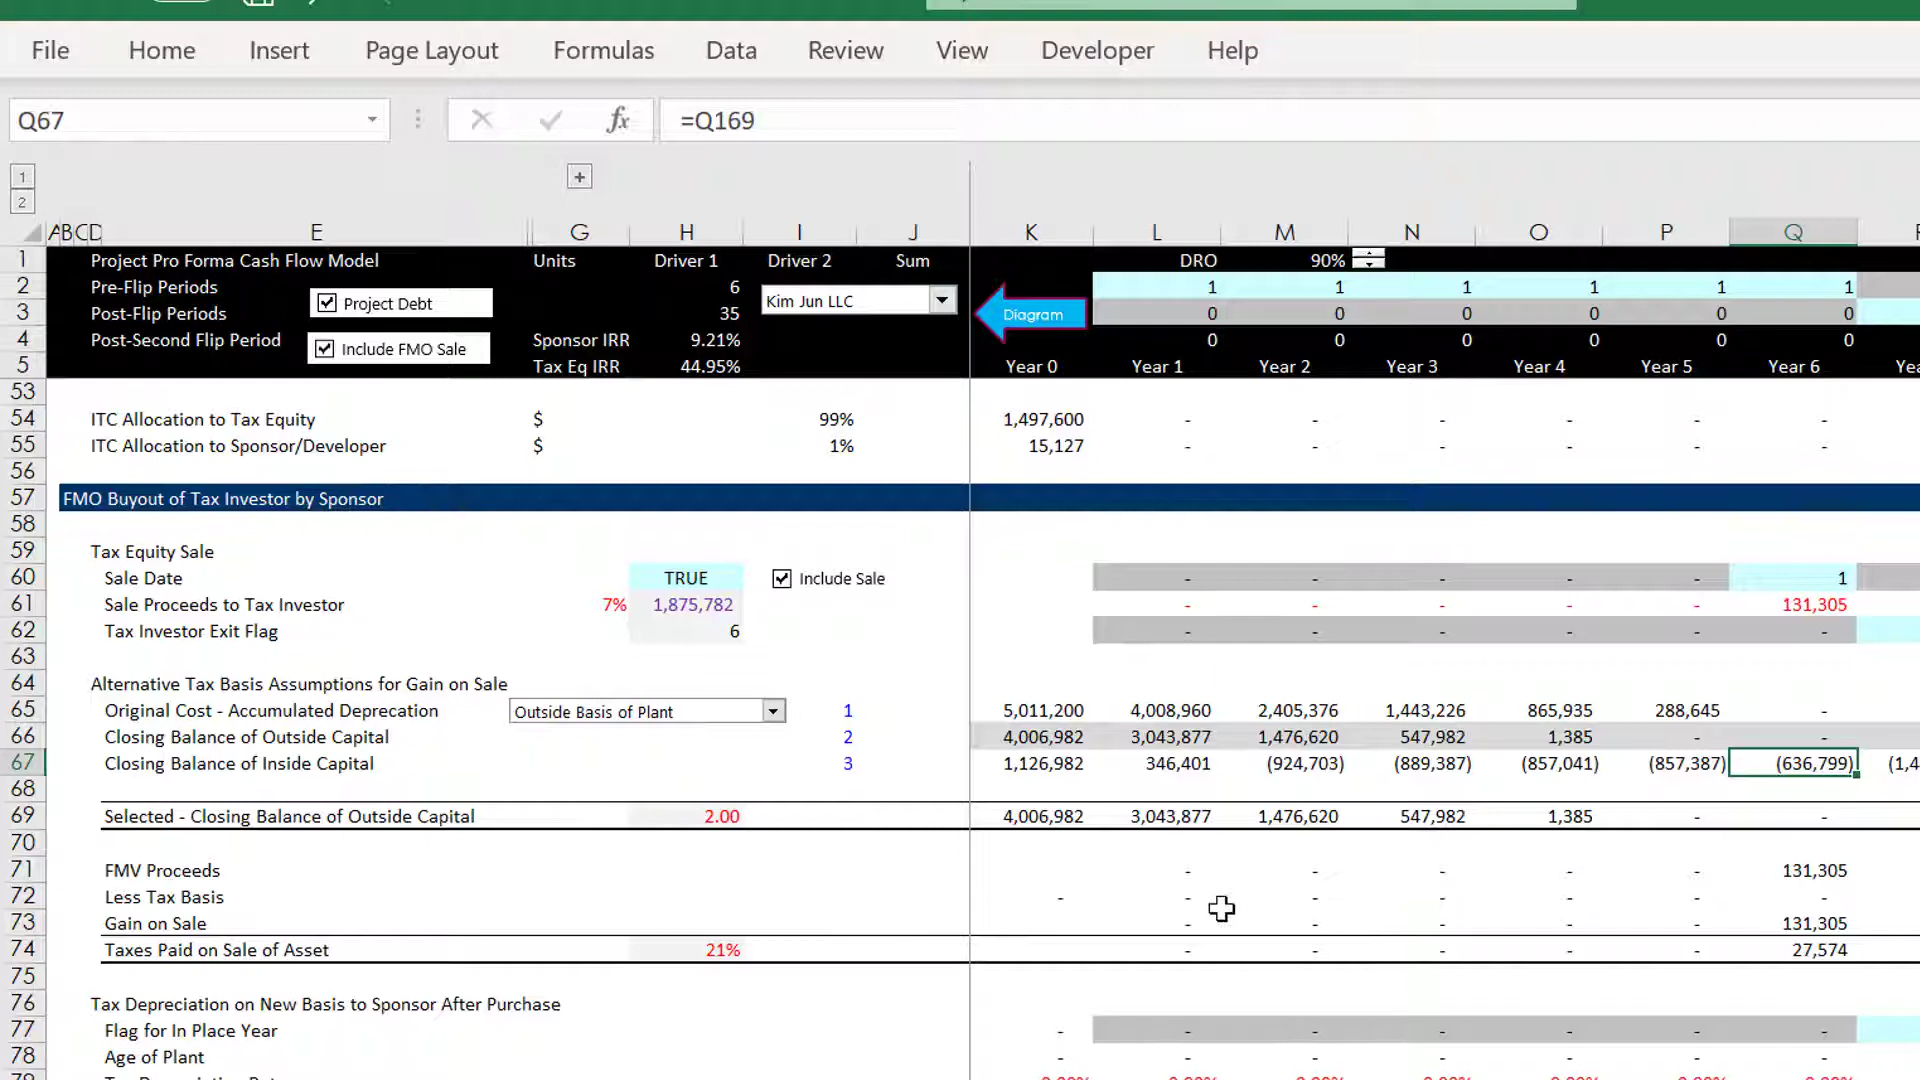 File Home Insert Page Layout Formulas Data Review View Developer Help
Q67 fx =Q169
1
2
+
A B C D E G H I J K L M N O P Q
1 Project Pro Forma Cash Flow Model Units Driver 1 Driver 2 Sum DRO 90%
2 Pre-Flip Periods 6 1 1 1 1 1 1
Project Debt Kim Jun LLC Diagram
3 Post-Flip Periods 35 0 0 0 0 0 0
4 Post-Second Flip Period Include FMO Sale Sponsor IRR 9.21% 0 0 0 0 0 0
5 Tax Eq IRR 44.95% Year 0 Year 1 Year 2 Year 3 Year 4 Year 5 Year 6
53
54 ITC Allocation to Tax Equity $ 99% 1,497,600 - - - - - -
55 ITC Allocation to Sponsor/Developer $ 1% 15,127 - - - - - -
56
57 FMO Buyout of Tax Investor by Sponsor
58
59 Tax Equity Sale
60 Sale Date TRUE Include Sale - - - - - 1
61 Sale Proceeds to Tax Investor 7% 1,875,782 - - - - - 131,305
62 Tax Investor Exit Flag 6 - - - - - -
63
64 Alternative Tax Basis Assumptions for Gain on Sale
65 Original Cost - Accumulated Deprecation Outside Basis of Plant 1 5,011,200 4,008,960 2,405,376 1,443,226 865,935 288,645 -
66 Closing Balance of Outside Capital 2 4,006,982 3,043,877 1,476,620 547,982 1,385 - -
67 Closing Balance of Inside Capital 3 1,126,982 346,401 (924,703) (889,387) (857,041) (857,387) (636,799) (1,4
68
69 Selected - Closing Balance of Outside Capital 2.00 4,006,982 3,043,877 1,476,620 547,982 1,385 - -
70
71 FMV Proceeds - - - - - 131,305
72 Less Tax Basis - - - - - - -
73 Gain on Sale - - - - - 131,305
74 Taxes Paid on Sale of Asset 21% - - - - - 27,574
75
76 Tax Depreciation on New Basis to Sponsor After Purchase
77 Flag for In Place Year - - - - - - -
78 Age of Plant - - - - - - -